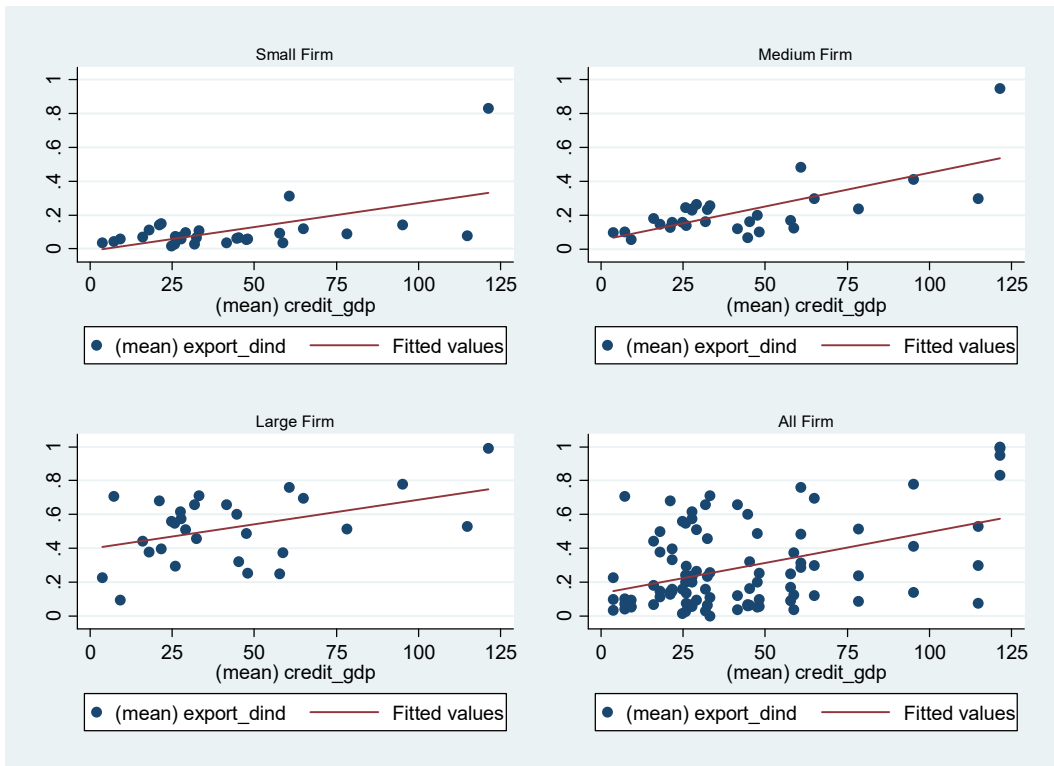 Small Firm
0 .2 .4 .6 .8 1
0 25 50 75 100 125
(mean) credit_gdp
(mean) export_dind Fitted values
Medium Firm
0 .2 .4 .6 .8 1
0 25 50 75 100 125
(mean) credit_gdp
(mean) export_dind Fitted values
Large Firm
0 .2 .4 .6 .8 1
0 25 50 75 100 125
(mean) credit_gdp
(mean) export_dind Fitted values
All Firm
0 .2 .4 .6 .8 1
0 25 50 75 100 125
(mean) credit_gdp
(mean) export_dind Fitted values